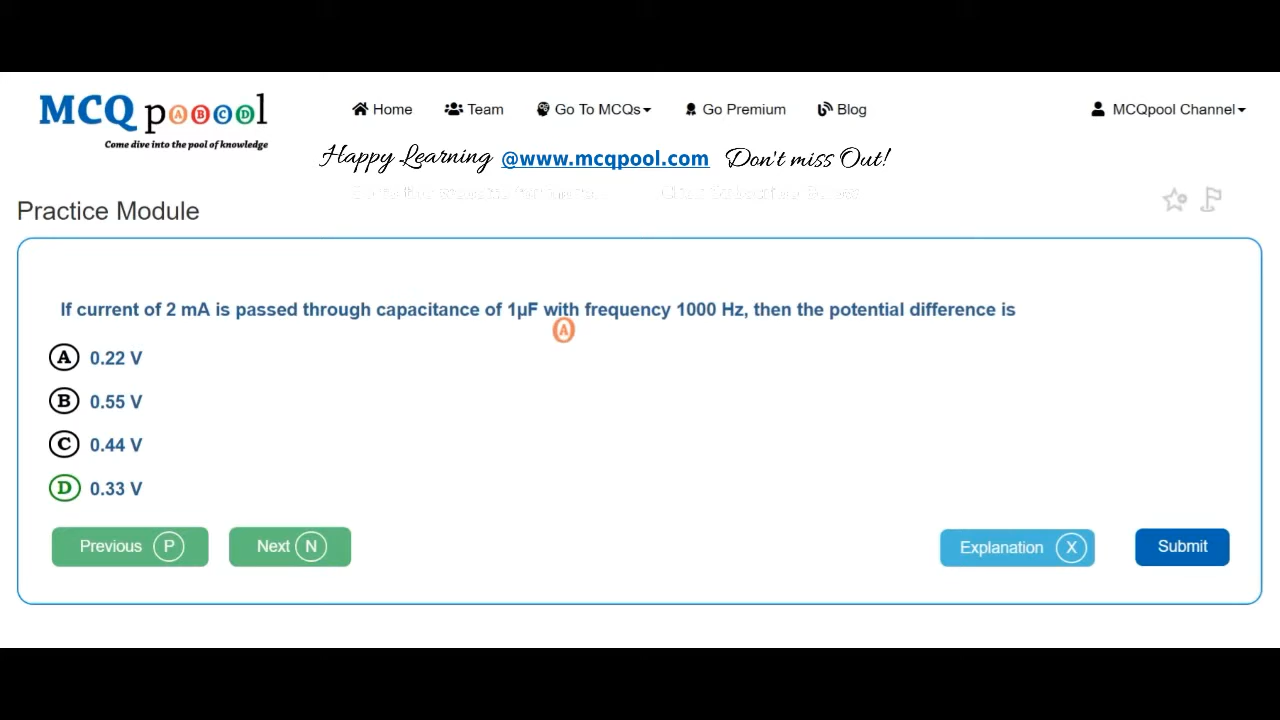 MCQ pABCDl
Come dive into the pool of knowledge
Home Team Go To MCQs Go Premium Blog MCQpool Channel
Happy Learning @www.mcqpool.com Don't miss Out!
Practice Module
If current of 2 mA is passed through capacitance of 1µF with frequency 1000 Hz, then the potential difference is
A
A 0.22 V
B 0.55 V
C 0.44 V
D 0.33 V
Previous P Next N Explanation X Submit